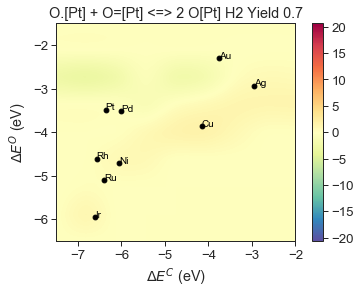 O.[Pt] + O=[Pt] <=> 2 O[Pt] H2 Yield 0.7
ΔE^O (eV)
−2
−3
−4
−5
−6
Au
Ag
Pt
Pd
Cu
Rh
Ni
Ru
Ir
−7
−6
−5
−4
−3
−2
ΔE^C (eV)
20
15
10
5
0
−5
−10
−15
−20